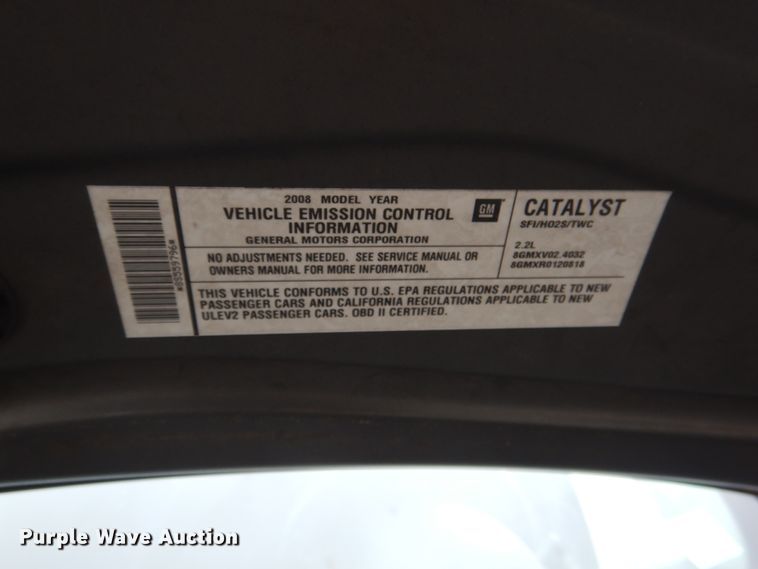 *89559796*
2008 MODEL YEAR
VEHICLE EMISSION CONTROL
INFORMATION
GENERAL MOTORS CORPORATION
GM
CATALYST
SFI/HO2S/TWC
2.2L
8GMXV02.4032
8GMXR0120818
NO ADJUSTMENTS NEEDED. SEE SERVICE MANUAL OR
OWNERS MANUAL FOR MORE INFORMATION.
THIS VEHICLE CONFORMS TO U.S. EPA REGULATIONS APPLICABLE TO NEW
PASSENGER CARS AND CALIFORNIA REGULATIONS APPLICABLE TO NEW
ULEV2 PASSENGER CARS. OBD II CERTIFIED.
Purple Wave Auction